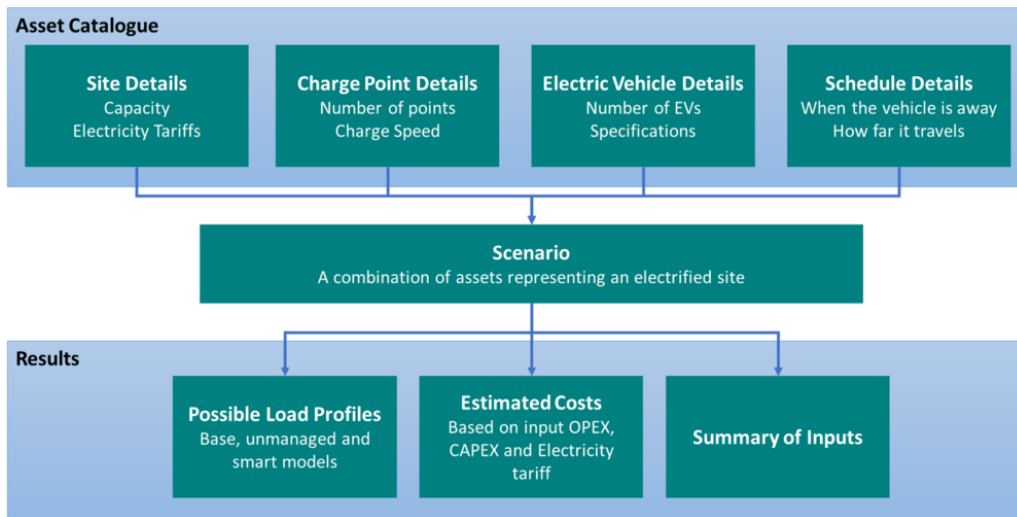 Asset Catalogue
Site Details
Capacity
Electricity Tariffs
Charge Point Details
Number of points
Charge Speed
Electric Vehicle Details
Number of EVs
Specifications
Schedule Details
When the vehicle is away
How far it travels
Scenario
A combination of assets representing an electrified site
Results
Possible Load Profiles
Base, unmanaged and
smart models
Estimated Costs
Based on input OPEX,
CAPEX and Electricity
tariff
Summary of Inputs